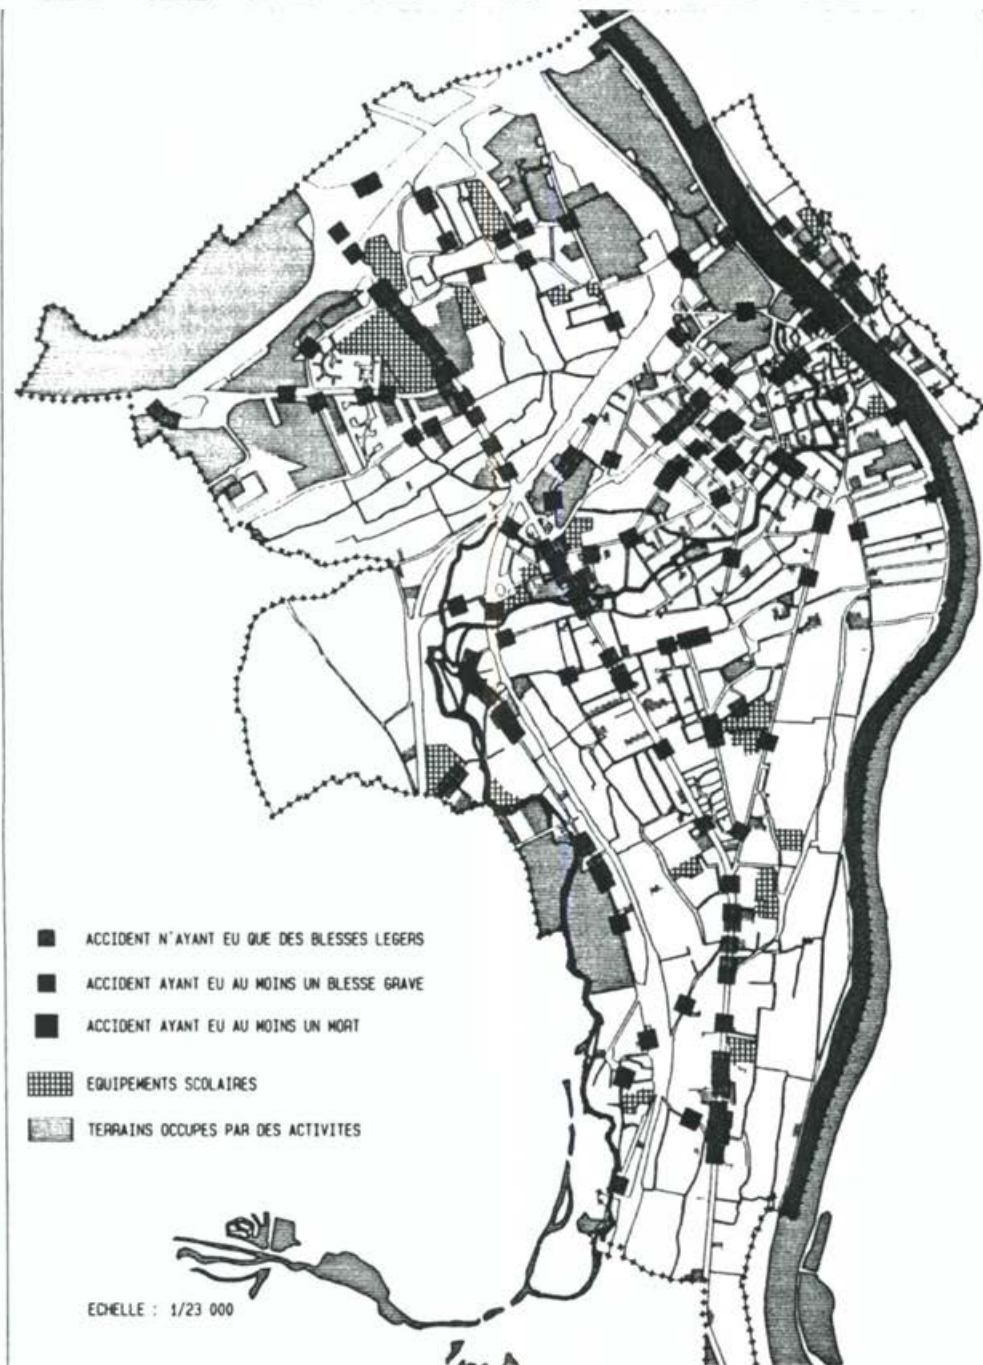 ACCIDENT N'AYANT EU QUE DES BLESSES LEGERS
ACCIDENT AYANT EU AU MOINS UN BLESSE GRAVE
ACCIDENT AYANT EU AU MOINS UN MORT
EQUIPEMENTS SCOLAIRES
TERRAINS OCCUPES PAR DES ACTIVITES
ECHELLE : 1/23 000